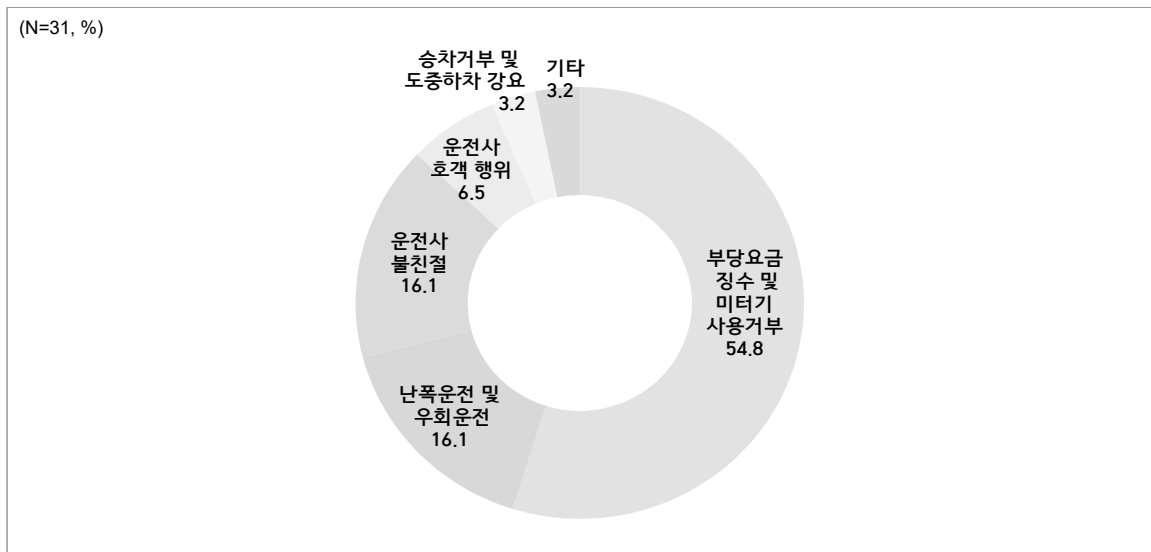 (N=31, %)
승차거부 및
도중하차 강요
3.2
기타
3.2
운전사
호객 행위
6.5
운전사
불친절
16.1
난폭운전 및
우회운전
16.1
부당요금
징수 및
미터기
사용거부
54.8